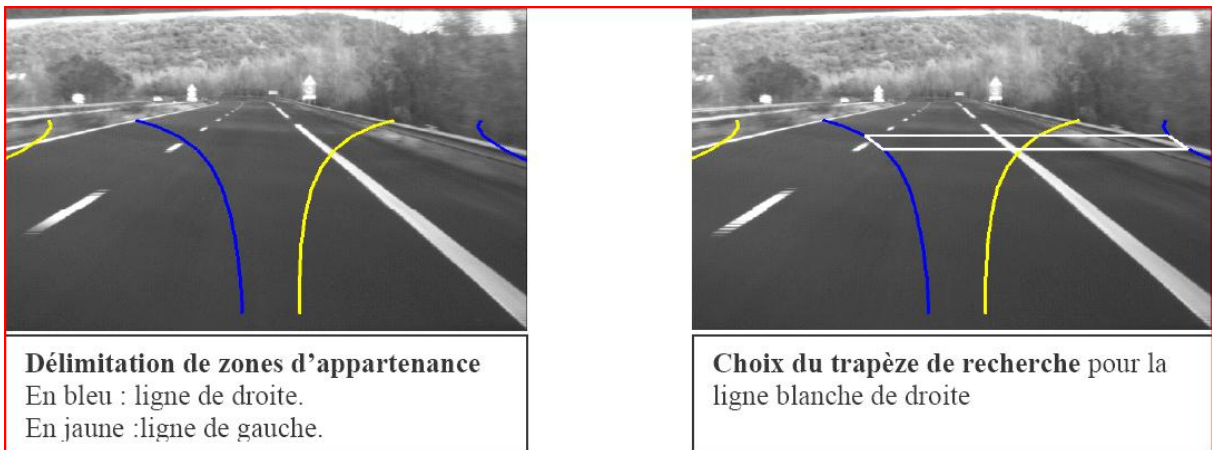 Délimitation de zones d'appartenance
En bleu : ligne de droite.
En jaune :ligne de gauche.
Choix du trapèze de recherche pour la
ligne blanche de droite